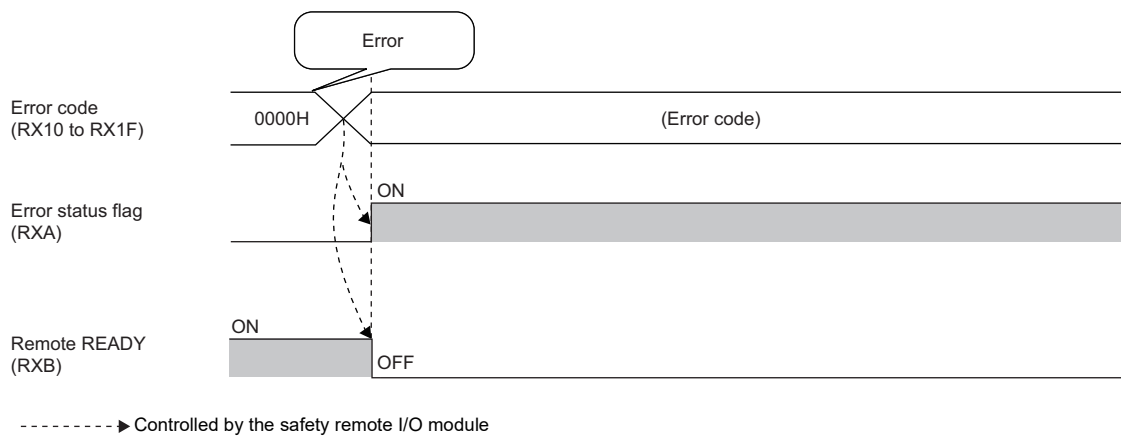 Error
Error code
(RX10 to RX1F)
0000H
(Error code)
ON
Error status flag
(RXA)
ON
Remote READY
(RXB)
OFF
Controlled by the safety remote I/O module